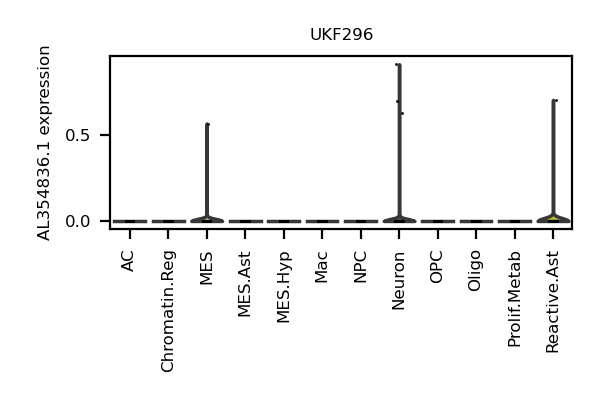 UKF296
AL354836.1 expression
0.5
0.0
AC
Chromatin.Reg
MES
MES.Ast
MES.Hyp
Mac
NPC
Neuron
OPC
Oligo
Prolif.Metab
Reactive.Ast